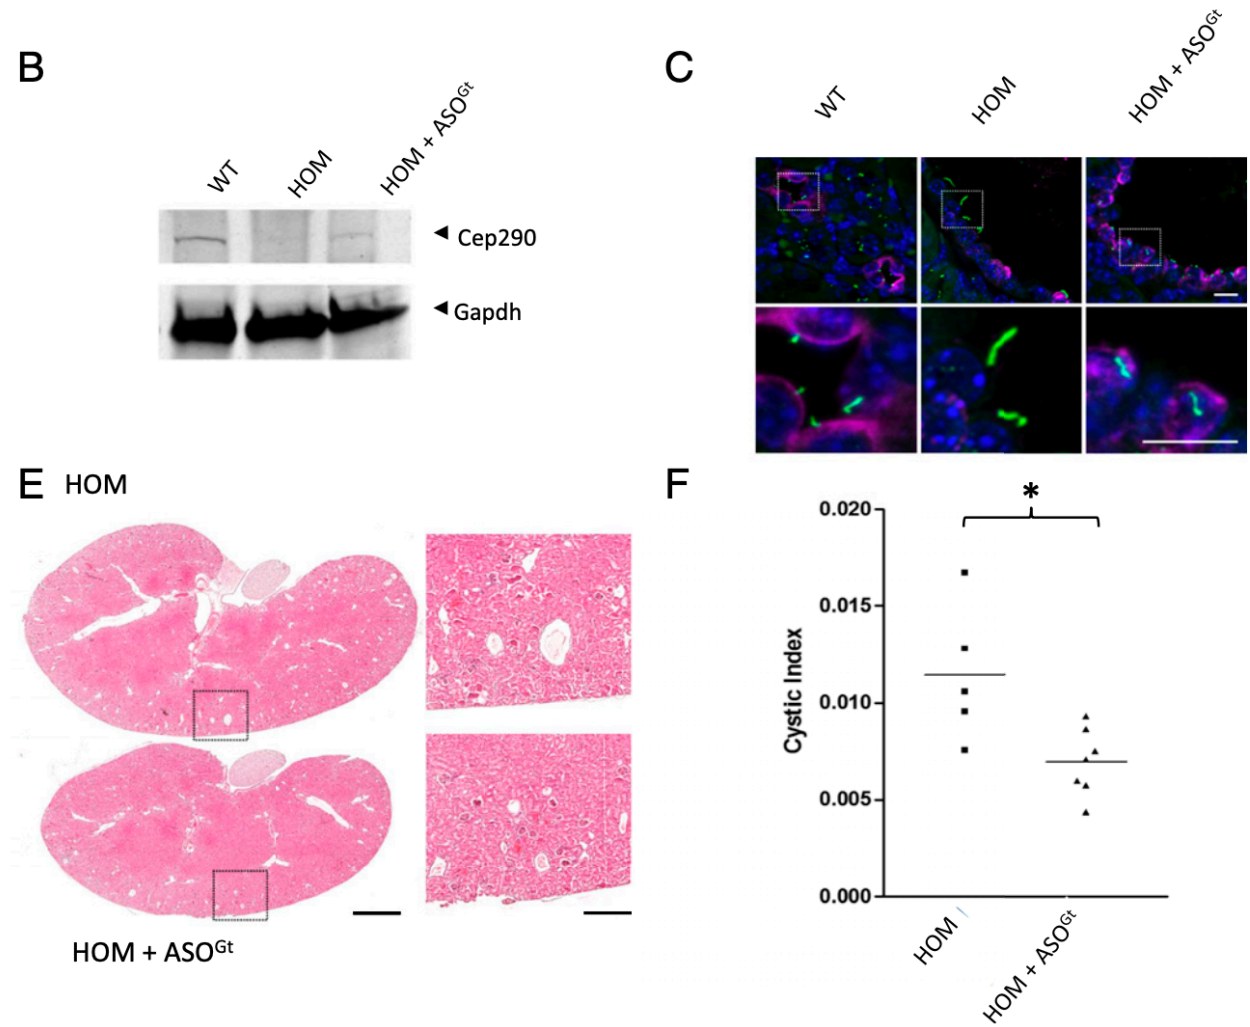 B
WT
HOM
HOM + ASOGt
Cep290
Gapdh
C
WT
HOM
HOM + ASOGt
E HOM
HOM + ASOGt
F
*
0.020
0.015
0.010
0.005
0.000
Cystic Index
HOM
HOM + ASOGt